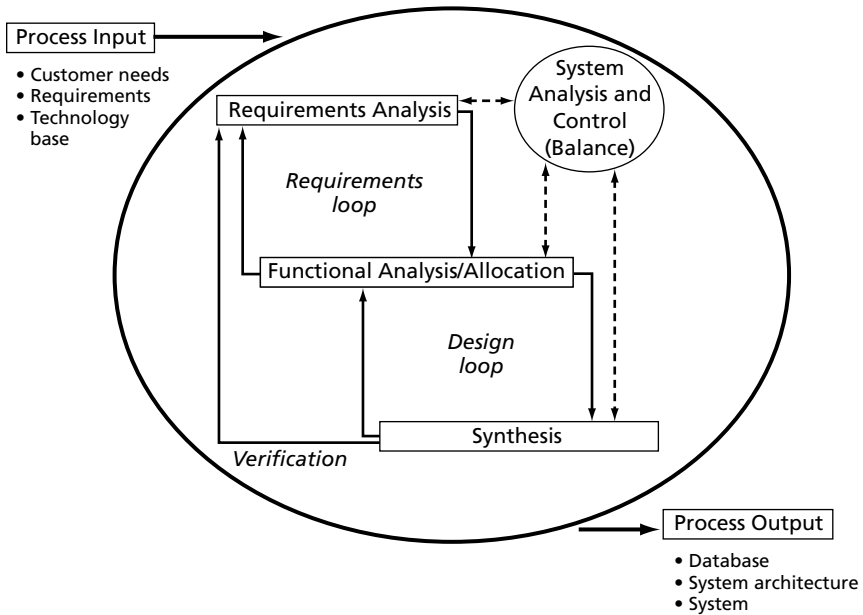 Process Input
• Customer needs
• Requirements
• Technology
base
System
Analysis and
Control
(Balance)
Requirements Analysis
Requirements
loop
Functional Analysis/Allocation
Design
loop
Synthesis
Verification
Process Output
• Database
• System architecture
• System